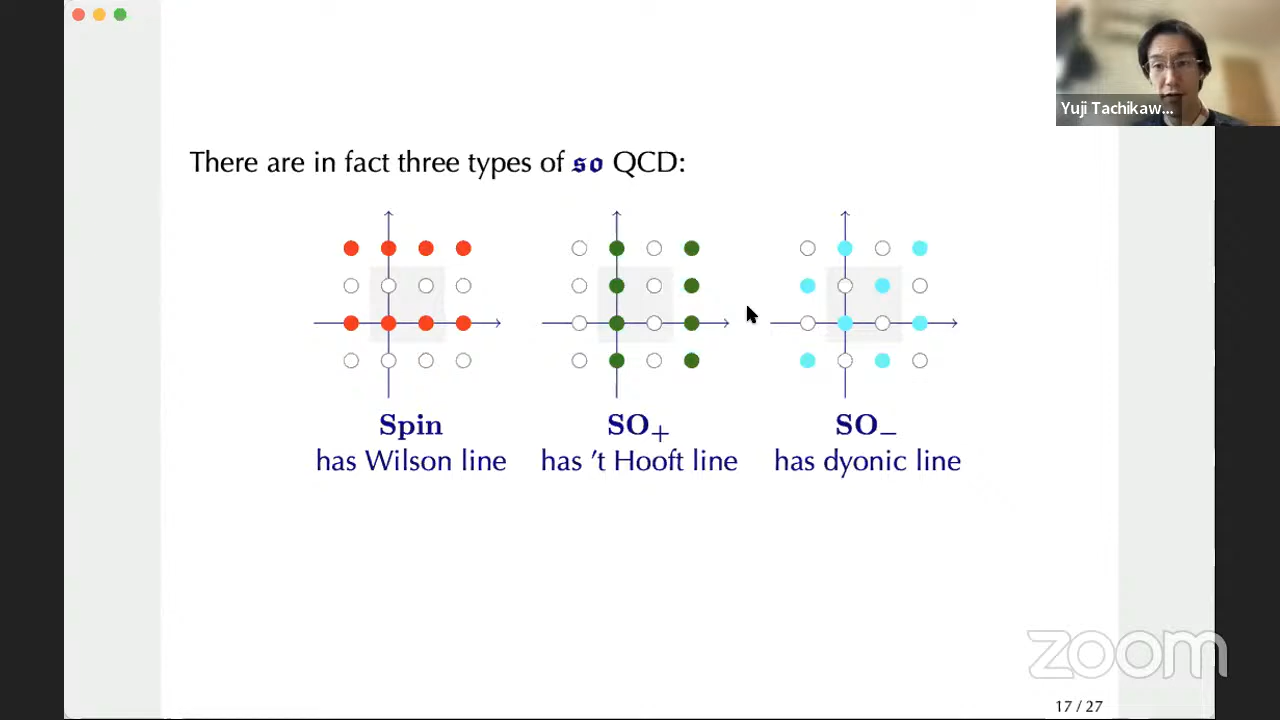 Yuji Tachikaw...
There are in fact three types of 𝖘𝖔 QCD:
Spin
has Wilson line
SO₊
has ’t Hooft line
SO₋
has dyonic line
zoom
17 / 27